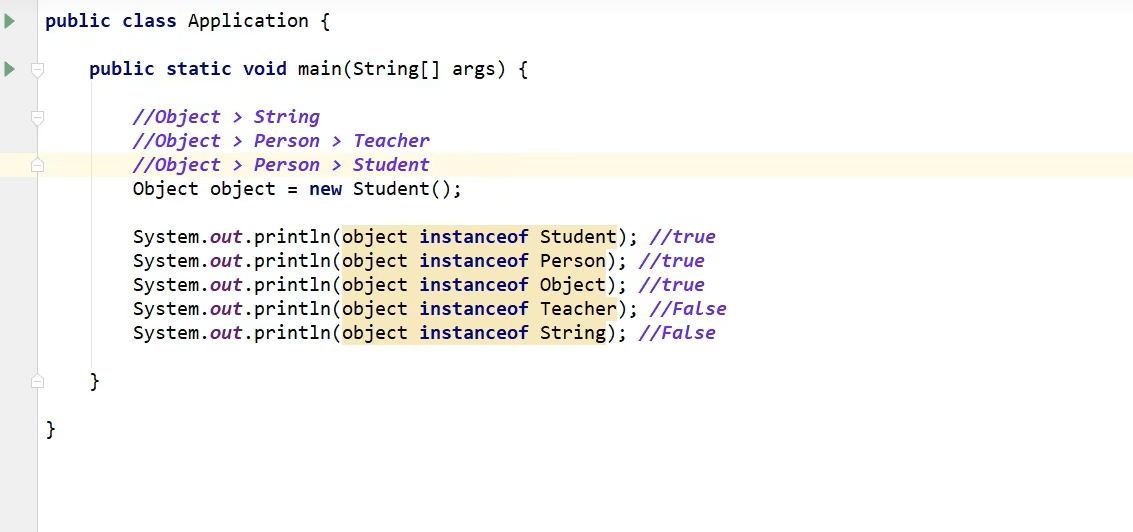 public class Application {
public static void main(String[] args) {
//Object > String
//Object > Person > Teacher
//Object > Person > Student
Object object = new Student();
System.out.println(object instanceof Student); //true
System.out.println(object instanceof Person); //true
System.out.println(object instanceof Object); //true
System.out.println(object instanceof Teacher); //False
System.out.println(object instanceof String); //False
}
}